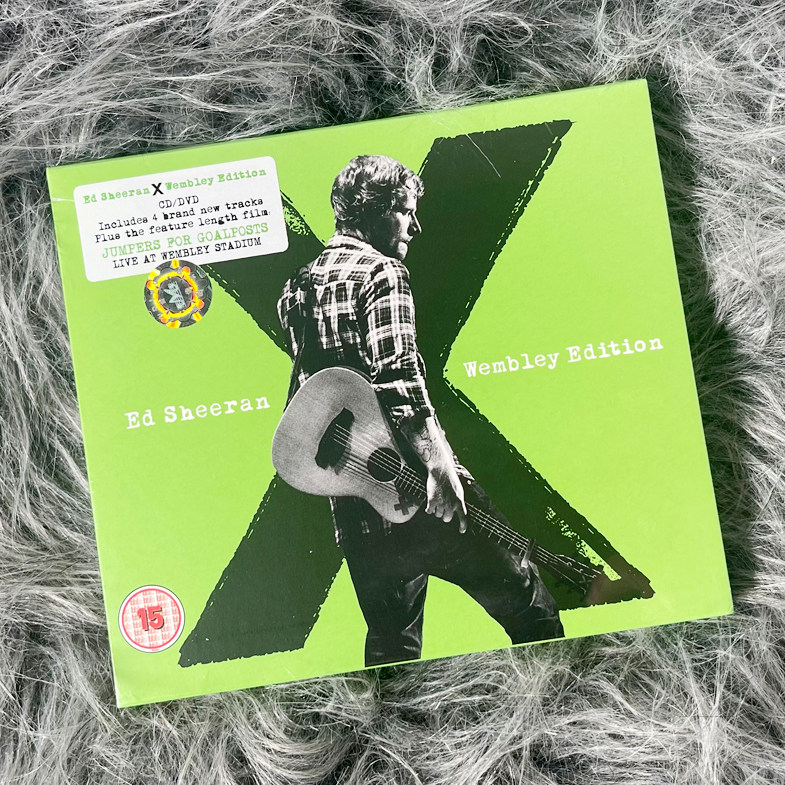 Ed Sheeran X Wembley Edition
CD/DVD
Includes 4 brand new tracks
Plus the feature length film:
JUMPERS FOR GOALPOSTS
LIVE AT WEMBLEY STADIUM
Ed Sheeran
Wembley Edition
15